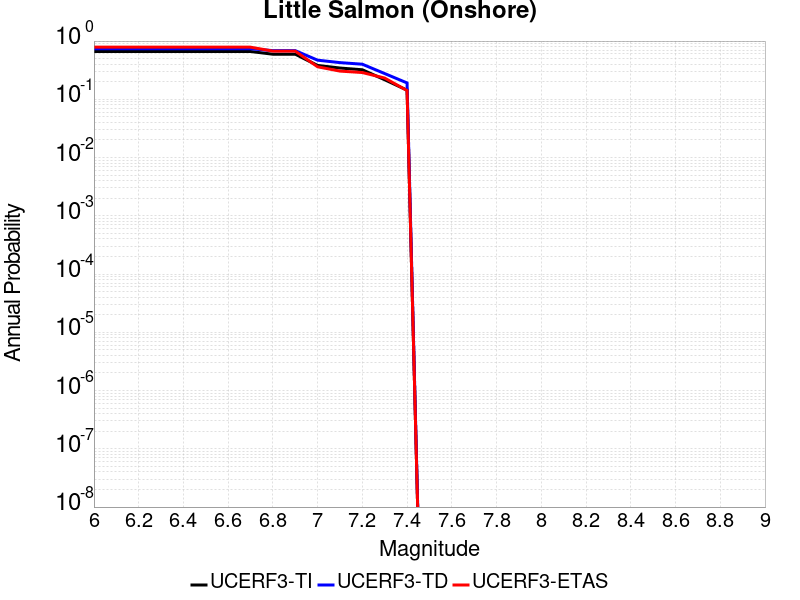 Little Salmon (Onshore)
10^0
10^-1
10^-2
10^-3
10^-4
10^-5
10^-6
10^-7
10^-8
Annual Probability
6 6.2 6.4 6.6 6.8 7 7.2 7.4 7.6 7.8 8 8.2 8.4 8.6 8.8 9
Magnitude
UCERF3-TI UCERF3-TD UCERF3-ETAS